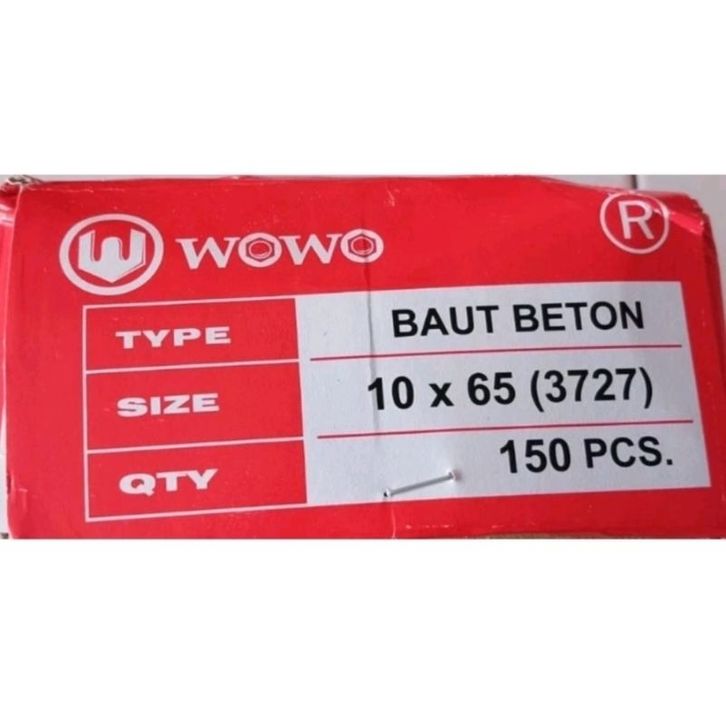 WOWO ®
TYPE BAUT BETON
SIZE 10 x 65 (3727)
QTY 150 PCS.